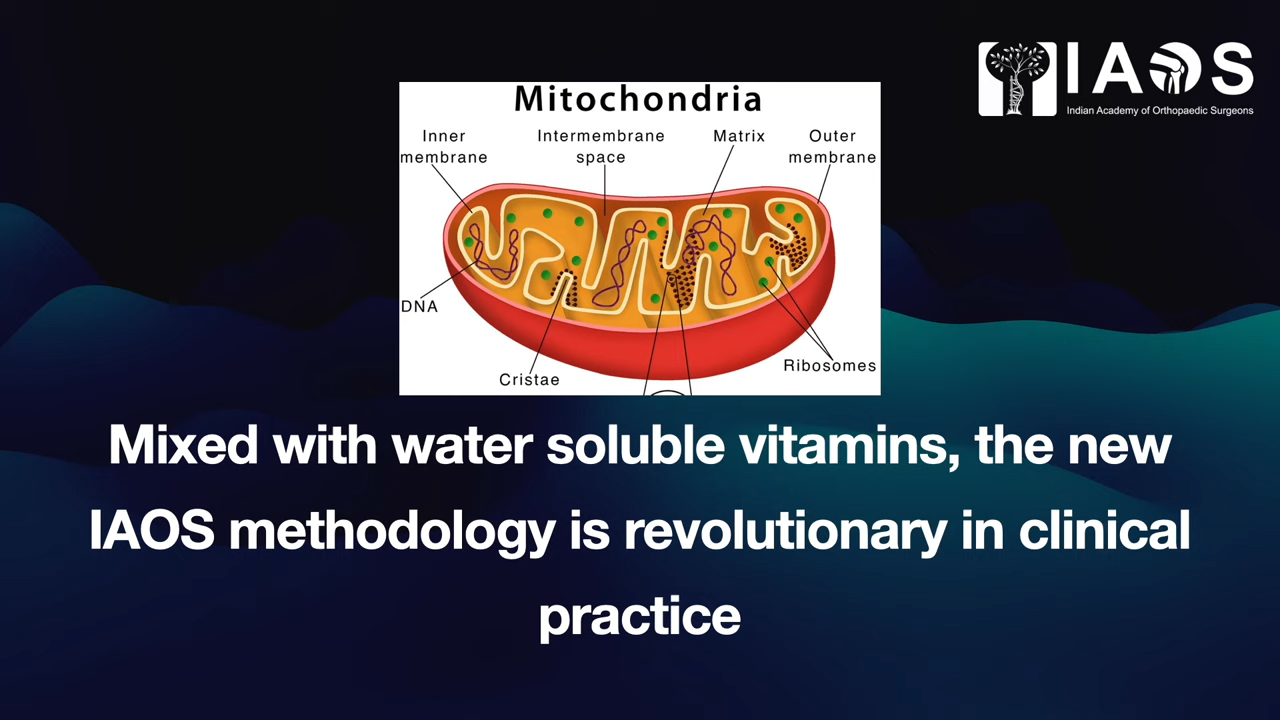 IAOS
Indian Academy of Orthopaedic Surgeons
Mitochondria
Inner
membrane
Intermembrane
space
Matrix
Outer
membrane
DNA
Cristae
Ribosomes
Mixed with water soluble vitamins, the new
IAOS methodology is revolutionary in clinical
practice